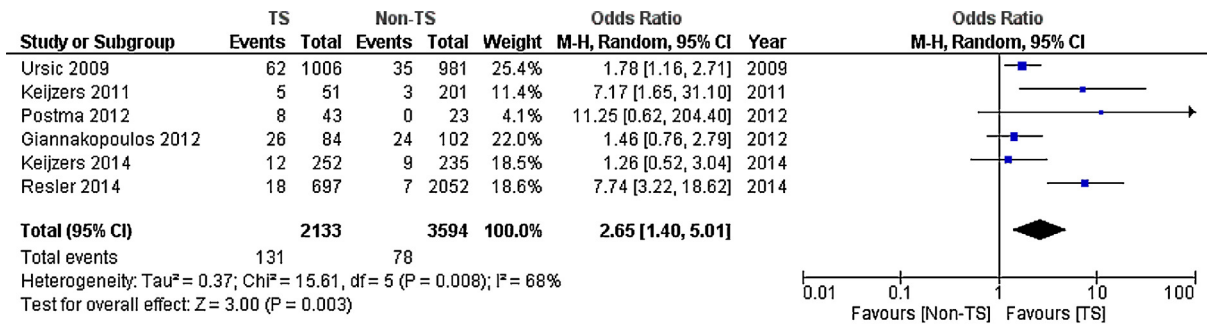 TS Non-TS Odds Ratio Odds Ratio
Study or Subgroup Events Total Events Total Weight M-H, Random, 95% CI Year M-H, Random, 95% CI
Ursic 2009 62 1006 35 981 25.4% 1.78 [1.16, 2.71] 2009
Keijzers 2011 5 51 3 201 11.4% 7.17 [1.65, 31.10] 2011
Postma 2012 8 43 0 23 4.1% 11.25 [0.62, 204.40] 2012
Giannakopoulos 2012 26 84 24 102 22.0% 1.46 [0.76, 2.79] 2012
Keijzers 2014 12 252 9 235 18.5% 1.26 [0.52, 3.04] 2014
Resler 2014 18 697 7 2052 18.6% 7.74 [3.22, 18.62] 2014
Total (95% CI) 2133 3594 100.0% 2.65 [1.40, 5.01]
Total events 131 78
Heterogeneity: Tau² = 0.37; Chi² = 15.61, df = 5 (P = 0.008); I² = 68%
Test for overall effect: Z = 3.00 (P = 0.003)
0.01 0.1 1 10 100
Favours [Non-TS] Favours [TS]